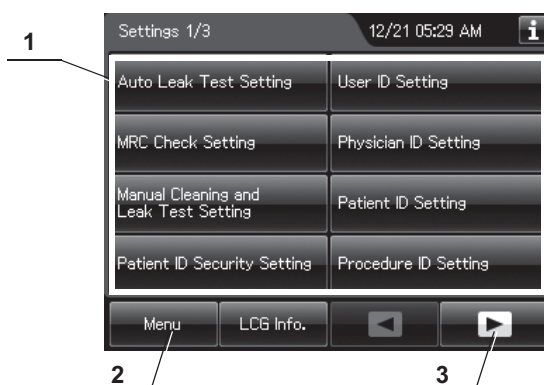 1
Settings 1/3
12/21 05:29 AM
i
Auto Leak Test Setting
User ID Setting
MRC Check Setting
Physician ID Setting
Manual Cleaning and
Leak Test Setting
Patient ID Setting
Patient ID Security Setting
Procedure ID Setting
Menu
LCG Info.
2
3